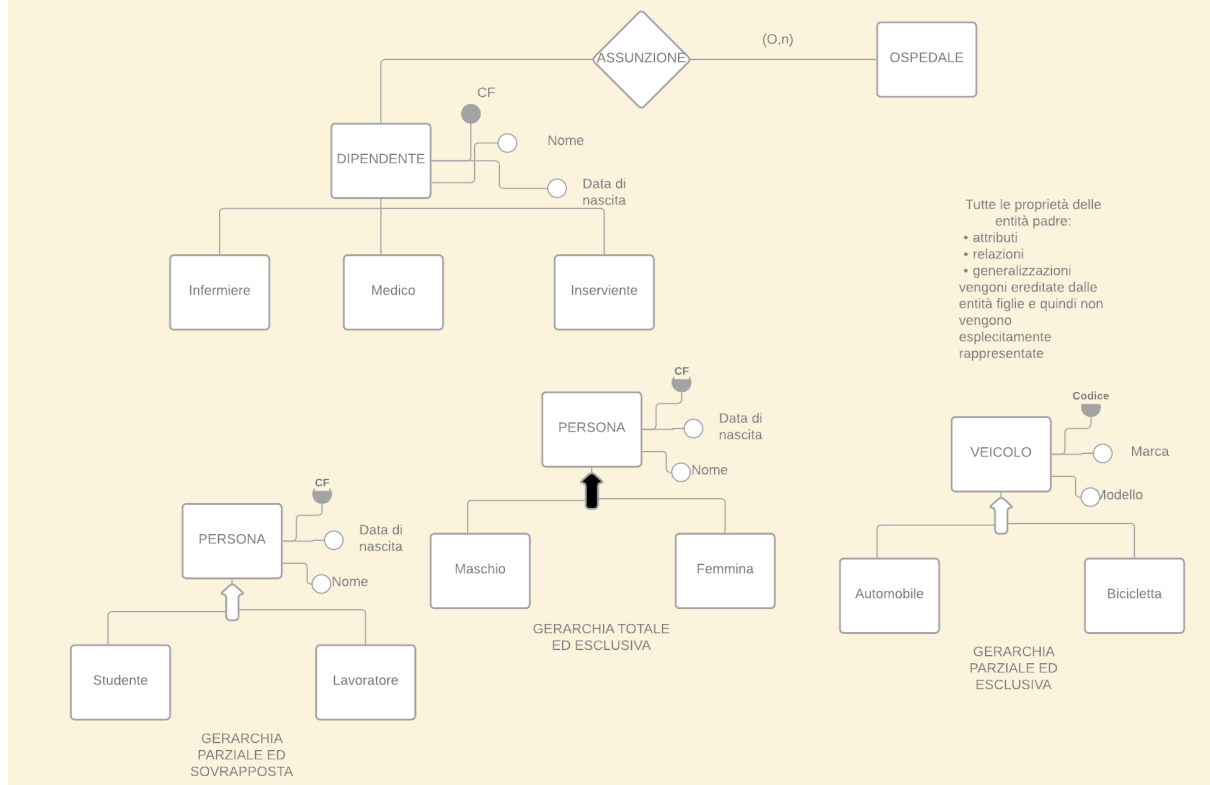 ASSUNZIONE
(O,n)
OSPEDALE
CF
DIPENDENTE
Nome
Data di
nascita
Infermiere
Medico
Inserviente
Tutte le proprietà delle
entità padre:
• attributi
• relazioni
• generalizzazioni
vengoni ereditate dalle
entità figlie e quindi non
vengono
esplecitamente
rappresentate
CF
PERSONA
Data di
nascita
Nome
Maschio
Femmina
GERARCHIA TOTALE
ED ESCLUSIVA
Codice
VEICOLO
Marca
Modello
Automobile
Bicicletta
GERARCHIA
PARZIALE ED
ESCLUSIVA
CF
PERSONA
Data di
nascita
Nome
Studente
Lavoratore
GERARCHIA
PARZIALE ED
SOVRAPPOSTA